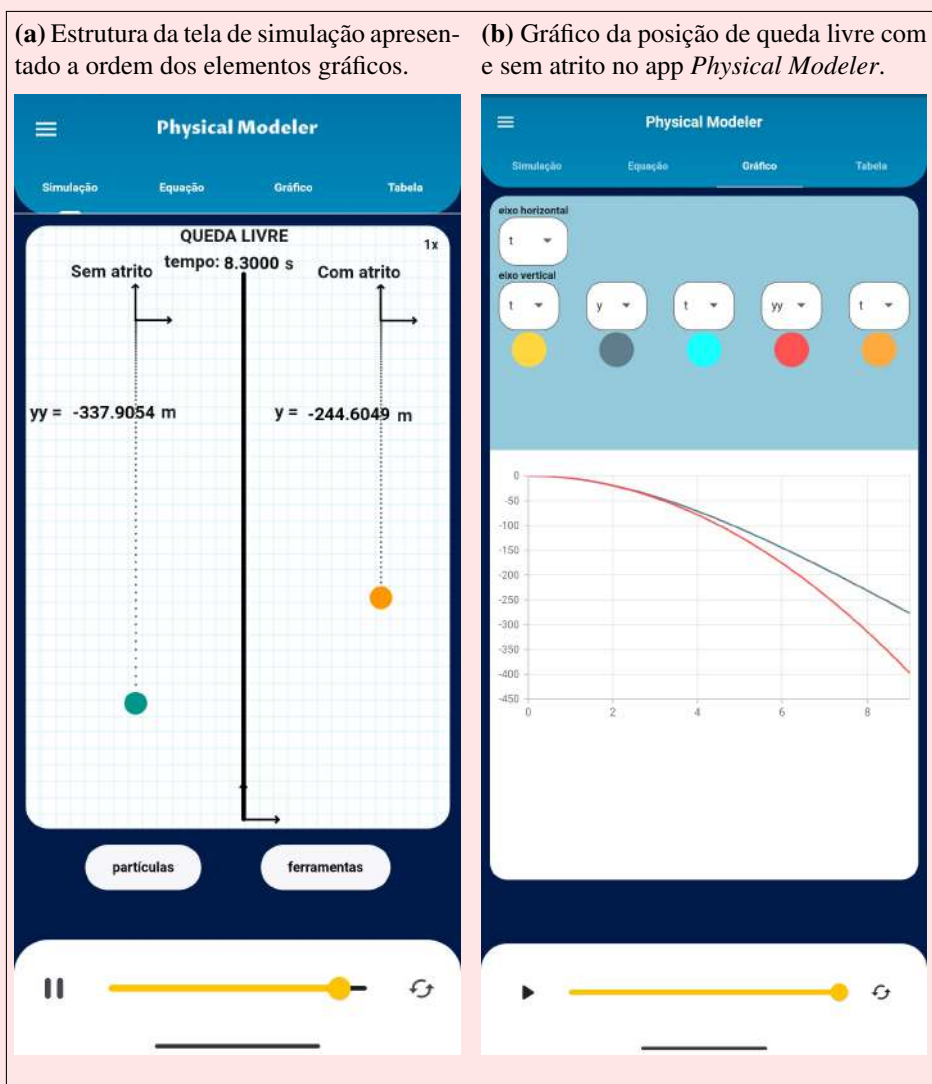 (a) Estrutura da tela de simulação apresen-
tado a ordem dos elementos gráficos.
Physical Modeler
Simulação Equação Gráfico Tabela
QUEDA LIVRE
1x
tempo: 8.3000 s
Sem atrito
Com atrito
yy = -337.9054 m
y = -244.6049 m
partículas
ferramentas
(b) Gráfico da posição de queda livre com
e sem atrito no app Physical Modeler.
Physical Modeler
Simulação Equação Gráfico Tabela
eixo horizontal
t
eixo vertical
t y t yy t
0
-50
-100
-150
-200
-250
-300
-350
-400
-450
0 2 4 6 8